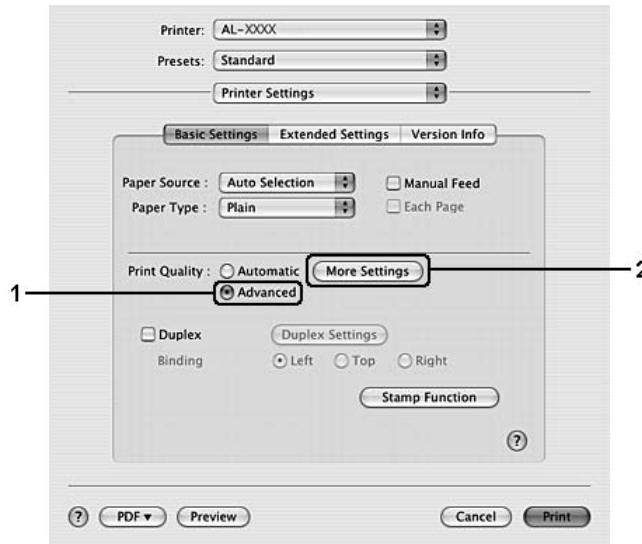 Printer: AL-XXXX
Presets: Standard
Printer Settings
Basic Settings Extended Settings Version Info
Paper Source : Auto Selection Manual Feed
Paper Type : Plain Each Page
Print Quality : Automatic More Settings 2
1 Advanced
Duplex Duplex Settings
Binding Left Top Right
Stamp Function
?
? PDF Preview Cancel Print